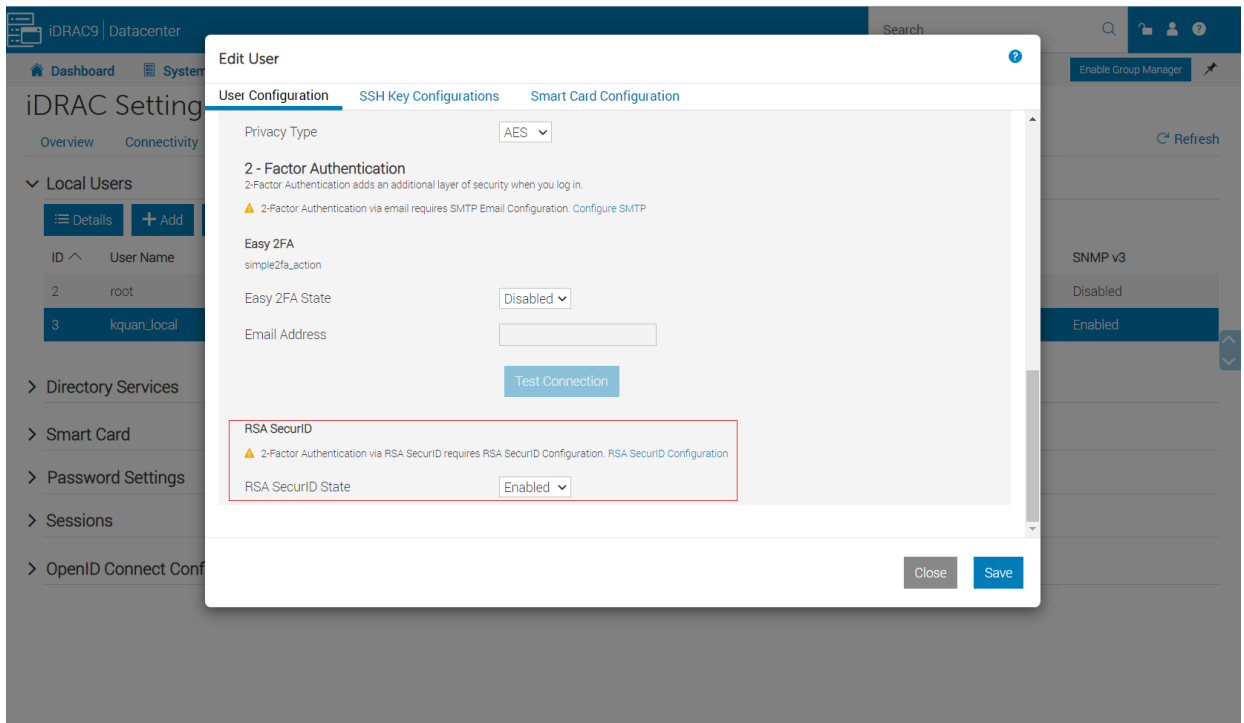 iDRAC9 | Datacenter
Search
Dashboard
System
Enable Group Manager
iDRAC Setting
Overview
Connectivity
Refresh
Local Users
Details
Add
ID
User Name
SNMP v3
2
root
Disabled
3
kquan_local
Enabled
Directory Services
Smart Card
Password Settings
Sessions
OpenID Connect Conf
Edit User
User Configuration
SSH Key Configurations
Smart Card Configuration
Privacy Type
AES
2 - Factor Authentication
2-Factor Authentication adds an additional layer of security when you log in.
2-Factor Authentication via email requires SMTP Email Configuration. Configure SMTP
Easy 2FA
simple2fa_action
Easy 2FA State
Disabled
Email Address
Test Connection
RSA SecurID
2-Factor Authentication via RSA SecurID requires RSA SecurID Configuration. RSA SecurID Configuration
RSA SecurID State
Enabled
Close
Save